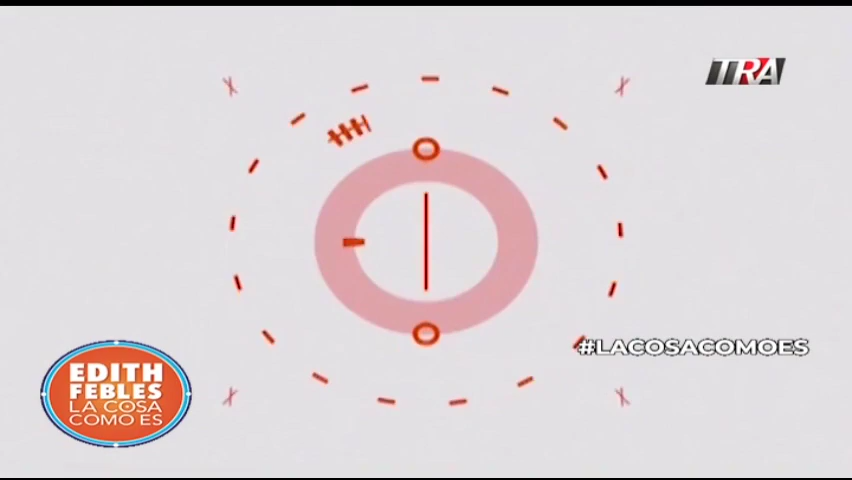 TRA
#LACOSACOMOES
EDITH
FEBLES
LA COSA
COMO ES